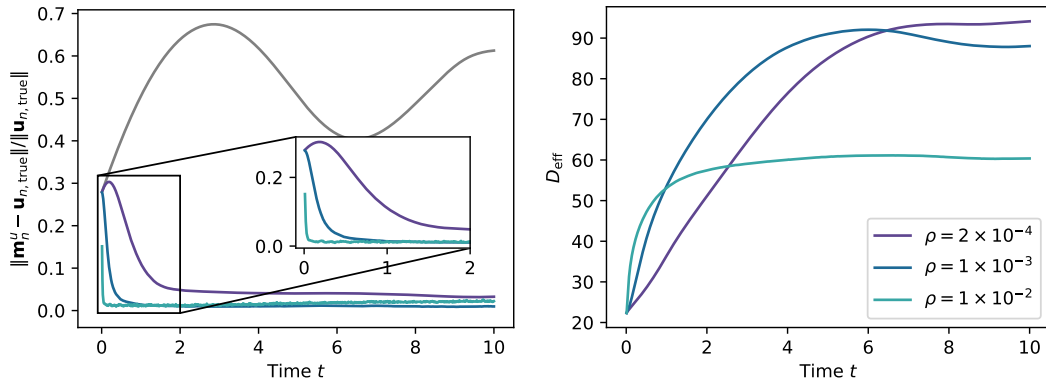 ‖𝐦ᵘₙ − 𝐮ₙ,ₜᵣᵤₑ‖/‖𝐮ₙ,ₜᵣᵤₑ‖
0.7
0.6
0.5
0.4
0.3
0.2
0.1
0.0
0.2
0.0
0 1 2
0 2 4 6 8 10
Time t
D_eff
90
80
70
60
50
40
30
20
ρ = 2 × 10⁻⁴
ρ = 1 × 10⁻³
ρ = 1 × 10⁻²
0 2 4 6 8 10
Time t